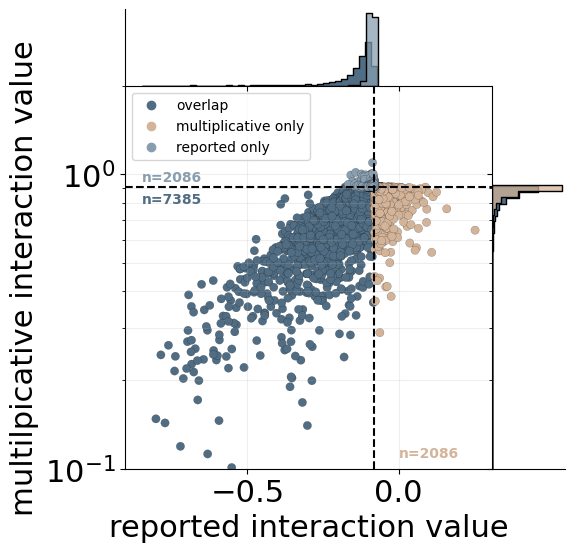 overlap
multiplicative only
reported only
n=2086
n=7385
n=2086
10⁰
10⁻¹
−0.5
0.0
multilpicative interaction value
reported interaction value